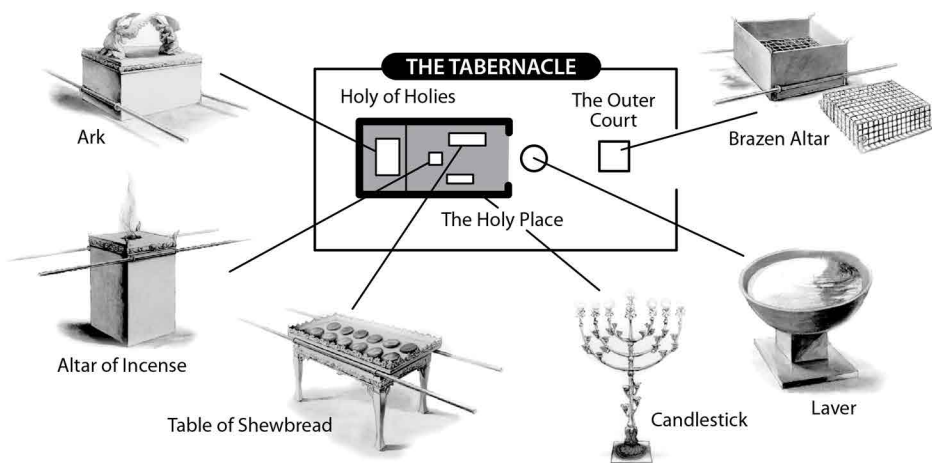 THE TABERNACLE
Holy of Holies
The Outer
Court
Ark
Brazen Altar
The Holy Place
Altar of Incense
Table of Shewbread
Candlestick
Laver